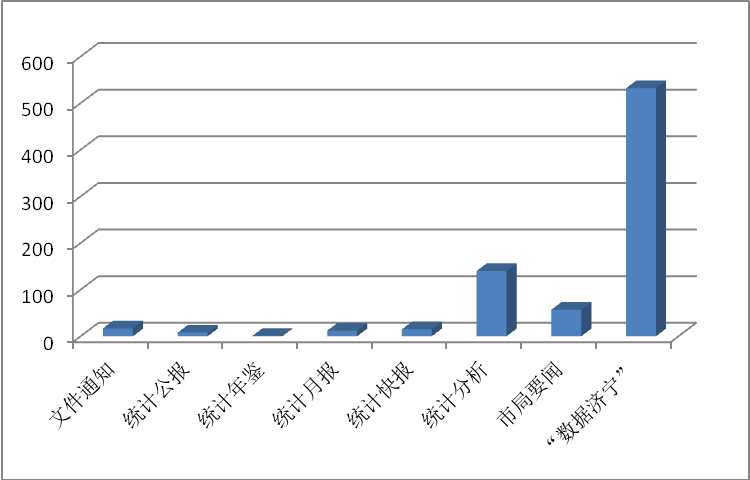 600
500
400
300
200
100
0
文件通知
统计公报
统计年鉴
统计月报
统计快报
统计分析
市局要闻
“数据济宁”